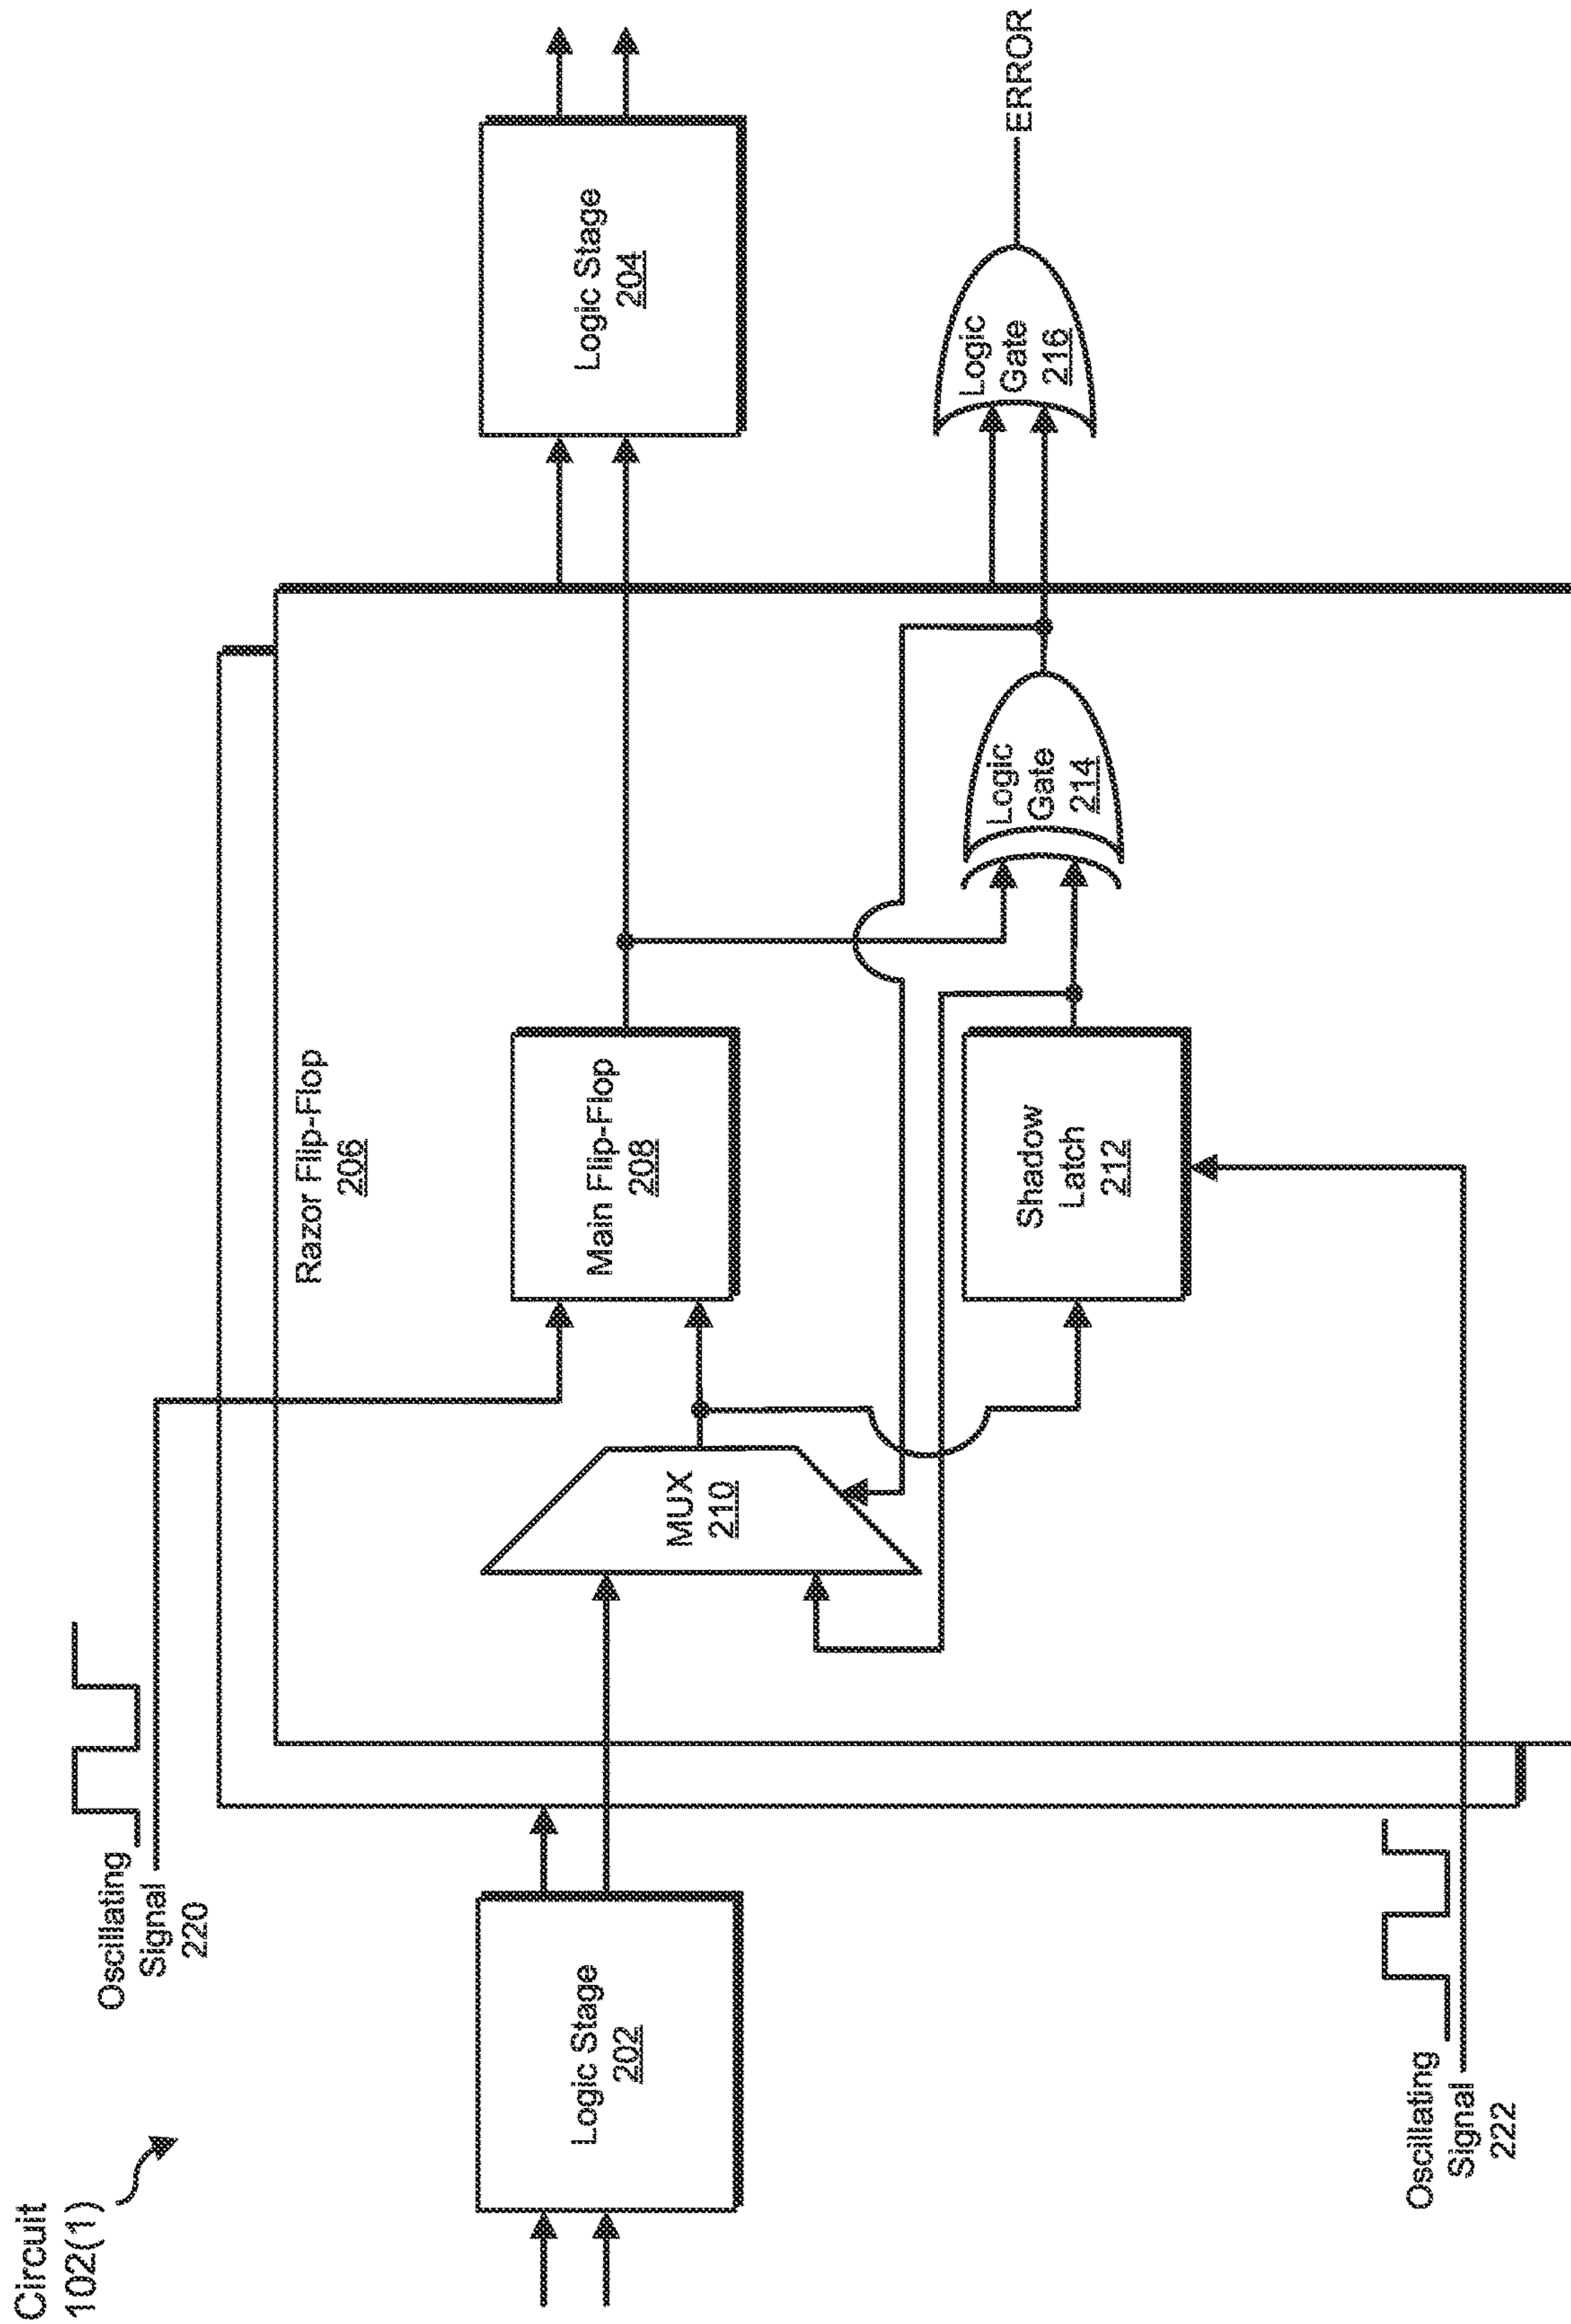 Circuit
102(1)
Oscillating
Signal
220
Razor Flip-Flop
206
Logic Stage
202
MUX
210
Main Flip-Flop
208
Logic Stage
204
Shadow
Latch
212
Logic
Gate
214
Logic
Gate
216
ERROR
Oscillating
Signal
222